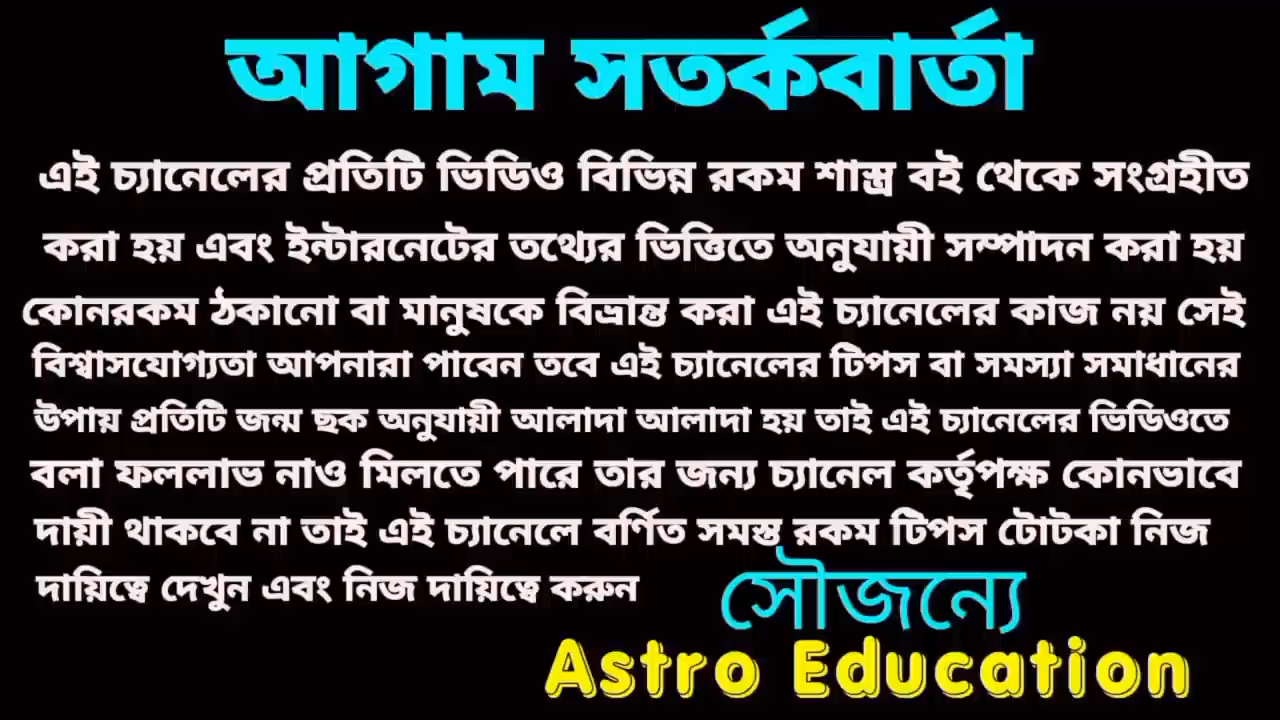 আগাম সতর্কবার্তা
এই চ্যানেলের প্রতিটি ভিডিও বিভিন্ন রকম শাস্ত্র বই থেকে সংগ্রহীত
করা হয় এবং ইন্টারনেটের তথ্যের ভিত্তিতে অনুযায়ী সম্পাদন করা হয়
কোনরকম ঠকানো বা মানুষকে বিভ্রান্ত করা এই চ্যানেলের কাজ নয় সেই
বিশ্বাসযোগ্যতা আপনারা পাবেন তবে এই চ্যানেলের টিপস বা সমস্যা সমাধানের
উপায় প্রতিটি জন্ম ছক অনুযায়ী আলাদা আলাদা হয় তাই এই চ্যানেলের ভিডিওতে
বলা ফললাভ নাও মিলতে পারে তার জন্য চ্যানেল কর্তৃপক্ষ কোনভাবে
দায়ী থাকবে না তাই এই চ্যানেলে বর্ণিত সমস্ত রকম টিপস টোটকা নিজ
দায়িত্বে দেখুন এবং নিজ দায়িত্বে করুন
সৌজন্যে
Astro Education